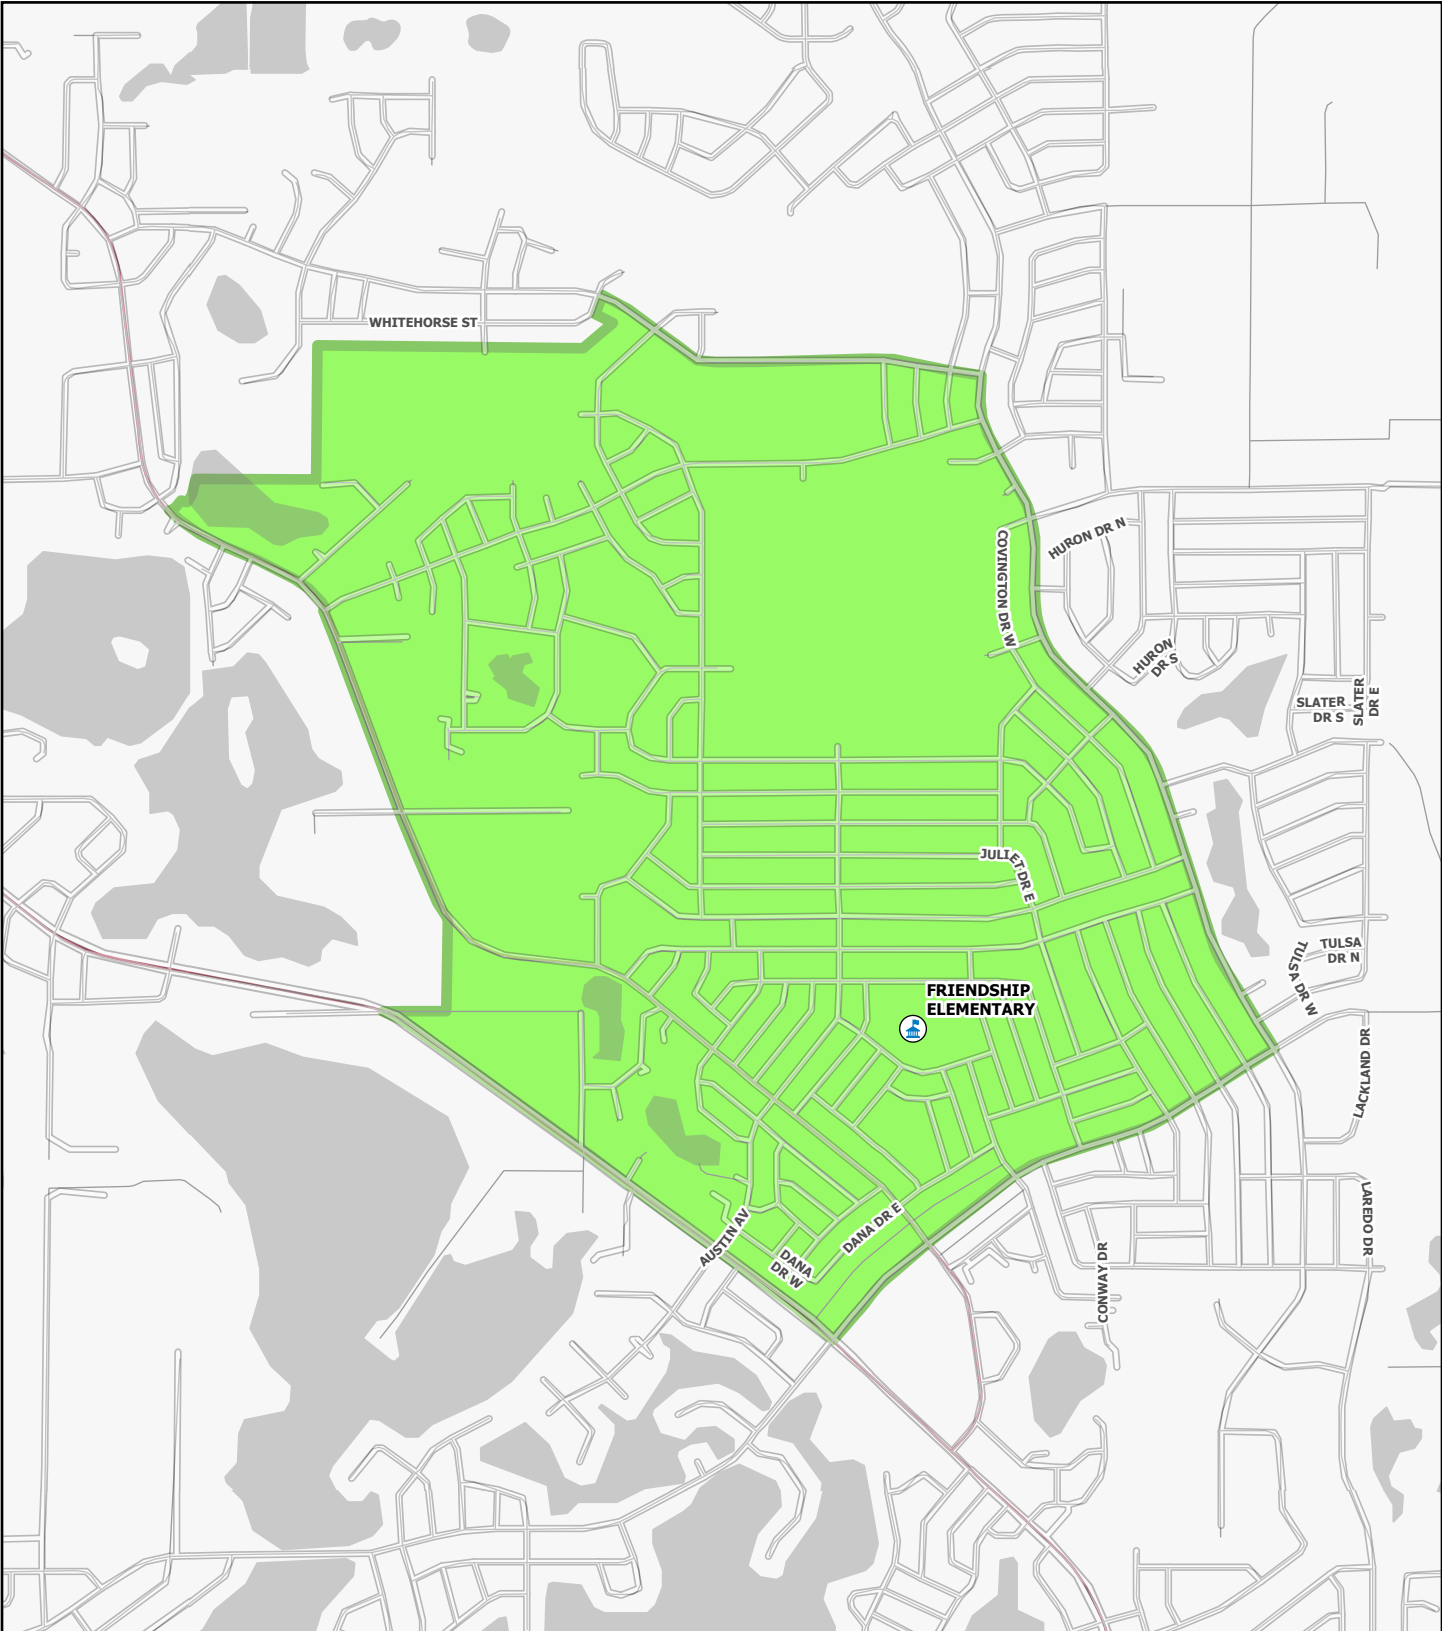 WHITEHORSE ST
COVINGTON DR W
HURON DR N
HURON
DR S
SLATER
DR S
SLATER
DR E
JULIET DR E
TULSA
DR N
TULSA DR W
FRIENDSHIP
ELEMENTARY
LACKLAND DR
LAREDO DR
AUSTIN AV
DANA DR E
DANA
DR W
CONWAY DR